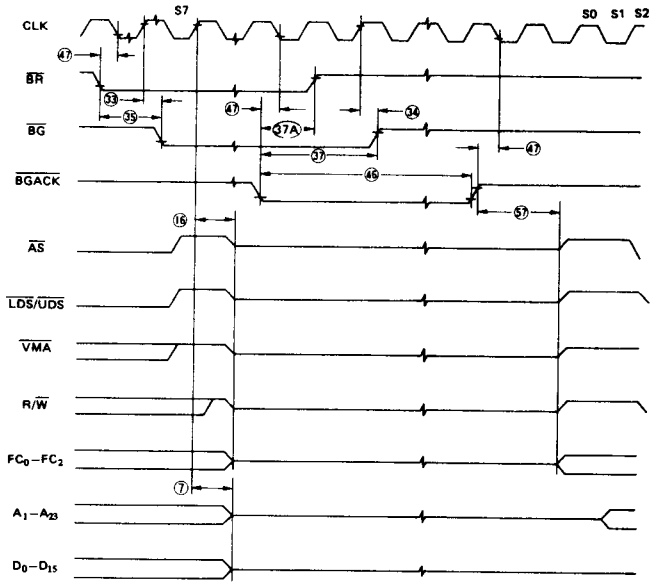 S7 S0 S1 S2
CLK
㊼
BR
㉝ ㊼ ㉞
㉟ 37A
BG
㊲ ㊼
BGACK
㊻
⑯ 57
AS
LDS/UDS
VMA
R/W
FC₀–FC₂
⑦
A₁–A₂₃
D₀–D₁₅